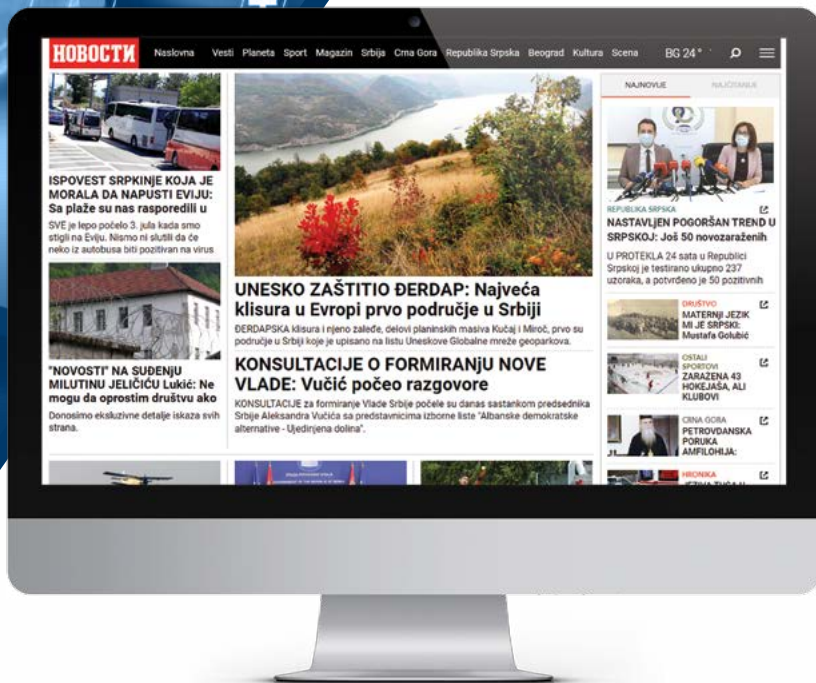 НОВОСТИ
Naslovna Vesti Planeta Sport Magazin Srbija Crna Gora Republika Srpska Beograd Kultura Scena BG 24°
ISPOVEST SRPKINjE KOJA JE
MORALA DA NAPUSTI EVIJU:
Sa plaže su nas rasporedili u
SVE je lepo počelo 3. jula kada smo
stigli na Eviju. Nismo ni slutili da će
neko iz autobusa biti pozitivan na virus
"NOVOSTI" NA SUĐENjU
MILUTINU JELIČIĆU Lukić: Ne
mogu da oprostim društvu ako
Donosimo ekskluzivne detalje iskaza svih
strana.
UNESKO ZAŠTITIO ĐERDAP: Najveća
klisura u Evropi prvo područje u Srbiji
ĐERDAPSKA klisura i njeno zaleđe, delovi planinskih masiva Kučaj i Miroč, prvo su
područje u Srbiji koje je upisano na listu Uneskove Globalne mreže geoparkova.
KONSULTACIJE O FORMIRANjU NOVE
VLADE: Vučić počeo razgovore
KONSULTACIJE za formiranje Vlade Srbije počele su danas sastankom predsednika
Srbije Aleksandra Vučića sa predstavnicima izborne liste "Albanske demokratske
alternative - Ujedinjena dolina".
NAJNOVIJE NAJČITANIJE
REPUBLIKA SRPSKA
NASTAVLjEN POGORŠAN TREND U
SRPSKOJ: Još 50 novozaraženih
U PROTEKLA 24 sata u Republici
Srpskoj je testirano ukupno 237
uzoraka, a potvrđeno je 50 pozitivnih
DRUŠTVO
MATERNjI JEZIK
MI JE SRPSKI:
Mustafa Golubić
OSTALI
SPORTOVI
ZARAŽENA 43
HOKEJAŠA, ALI
KLUBOVI
CRNA GORA
PETROVDANSKA
PORUKA
AMFILOHIJA:
HRONIKA